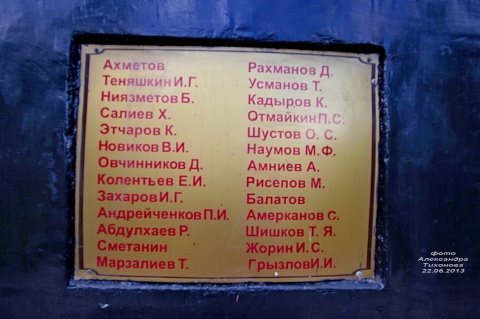 Ахметов
Теняшкин И.Г.
Ниязметов Б.
Салиев Х.
Этчаров К.
Новиков В.И.
Овчинников Д.
Колентьев Е.И.
Захаров И.Г.
Андрейченков П.И.
Абдулхаев Р.
Сметанин
Марзалиев Т.
Рахманов Д.
Усманов Т.
Кадыров К.
Отмайкин П.С.
Шустов О.С.
Наумов М.Ф.
Амниев А.
Рисепов М.
Балатов
Амерканов С.
Шишков Т.Я.
Жорин И.С.
Грызлов И.И.
фото
Александра
Тихонова
22.06.2013